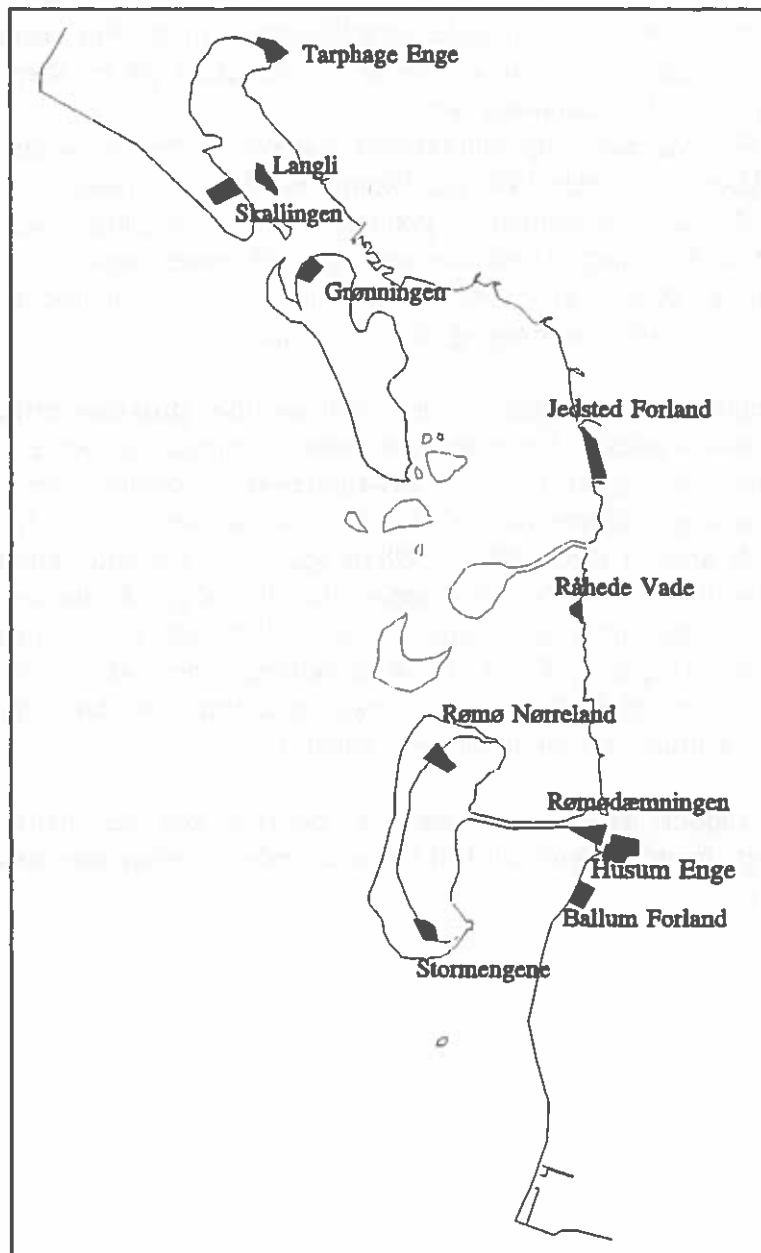 Tarphage Enge
Langli
Skallingen
Grønningen
Jedsted Forland
Råhede Vade
Rømø Nørreland
Rømødæmningen
Husum Enge
Ballum Forland
Stormengene